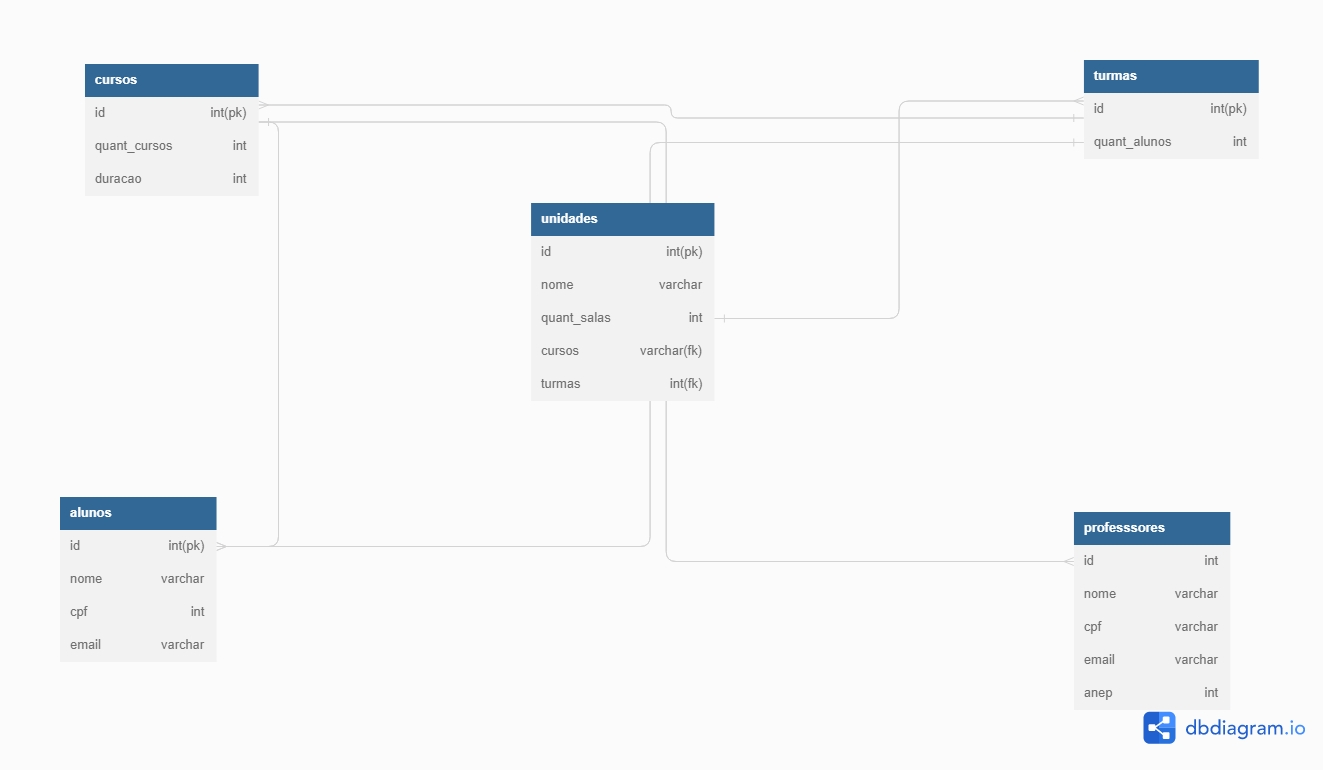 cursos
id int(pk)
quant_cursos int
duracao int
turmas
id int(pk)
quant_alunos int
unidades
id int(pk)
nome varchar
quant_salas int
cursos varchar(fk)
turmas int(fk)
alunos
id int(pk)
nome varchar
cpf int
email varchar
professsores
id int
nome varchar
cpf varchar
email varchar
anep int
dbdiagram.io